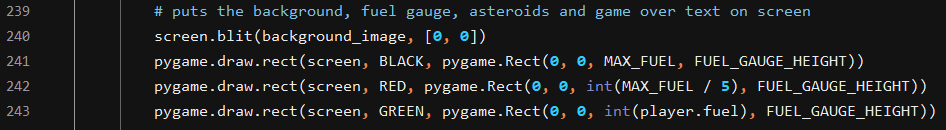 239 # puts the background, fuel gauge, asteroids and game over text on screen
240 screen.blit(background_image, [0, 0])
241 pygame.draw.rect(screen, BLACK, pygame.Rect(0, 0, MAX_FUEL, FUEL_GAUGE_HEIGHT))
242 pygame.draw.rect(screen, RED, pygame.Rect(0, 0, int(MAX_FUEL / 5), FUEL_GAUGE_HEIGHT))
243 pygame.draw.rect(screen, GREEN, pygame.Rect(0, 0, int(player.fuel), FUEL_GAUGE_HEIGHT))